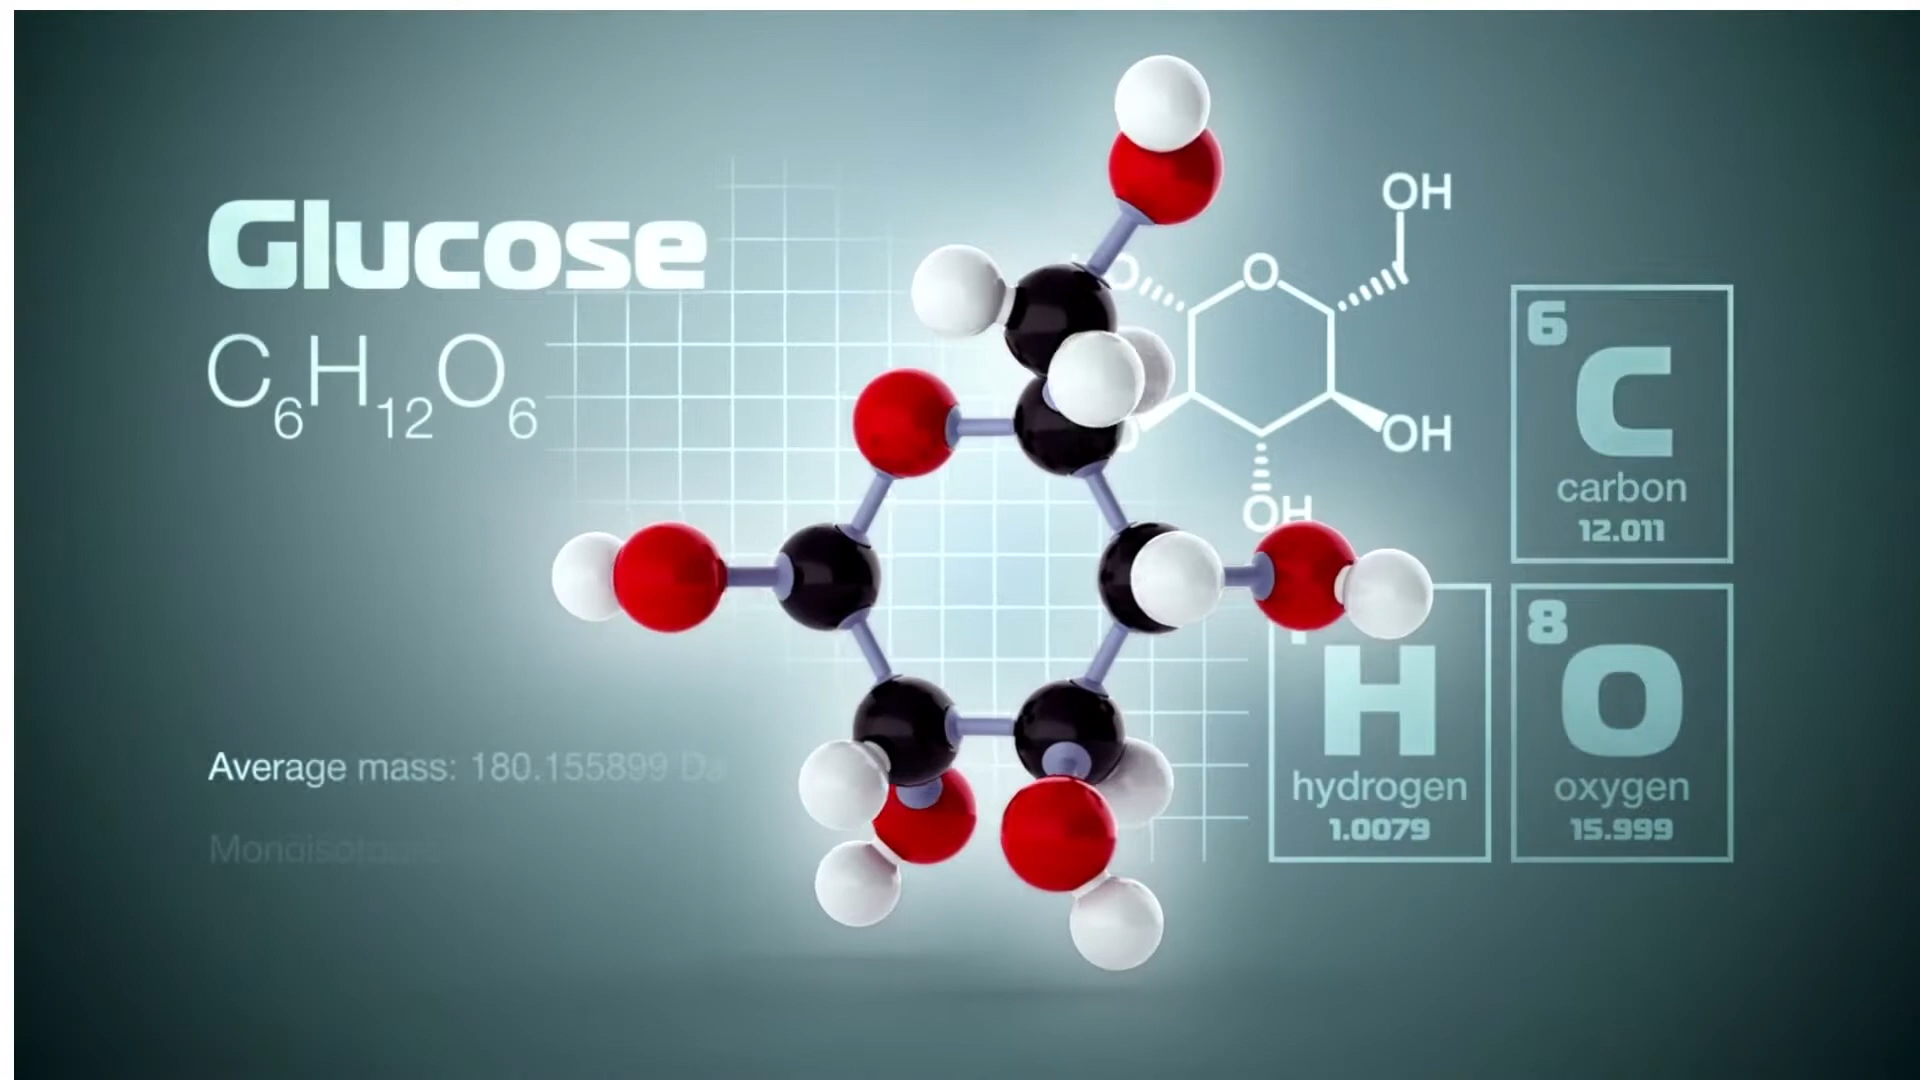 Glucose
C₆H₁₂O₆
Average mass: 180.155899 Da
OH
O
O
OH
OH
6
C
carbon
12.011
H
hydrogen
1.0079
8
O
oxygen
15.999